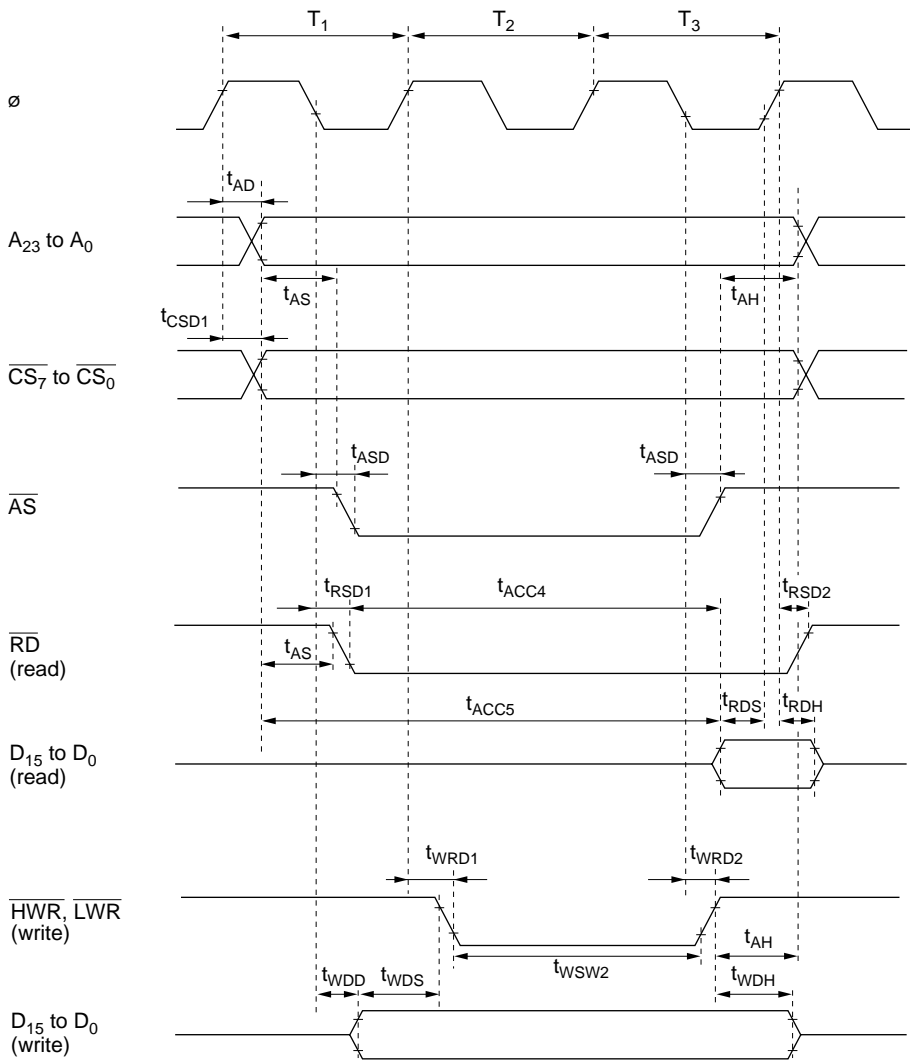 T1 T2 T3
ø
tAD
A23 to A0
tAS tAH
tCSD1
CS7 to CS0
tASD tASD
AS
tRSD1 tACC4 tRSD2
RD
(read)
tAS
tACC5 tRDS tRDH
D15 to D0
(read)
tWRD1 tWRD2
HWR, LWR
(write)
tAH
tWSW2
tWDD tWDS tWDH
D15 to D0
(write)